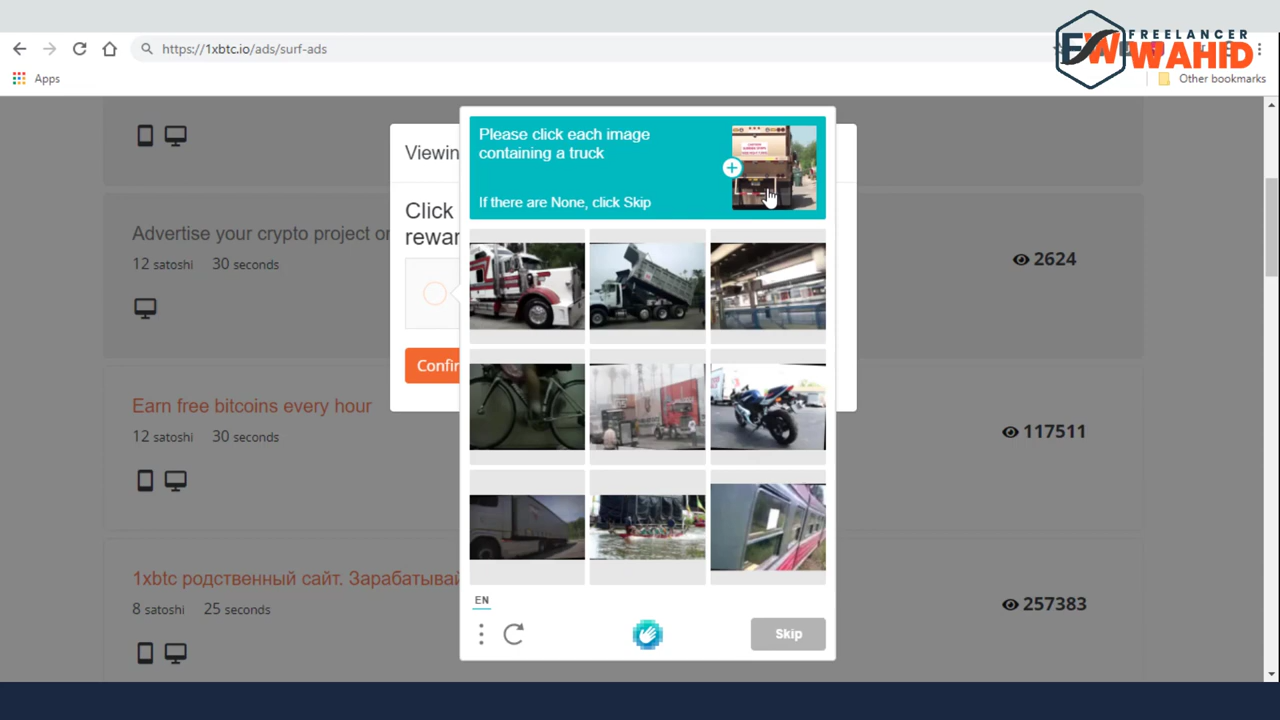 https://1xbtc.io/ads/surf-ads
FREELANCER
EW WAHID
Apps
Other bookmarks
Viewin
Please click each image
containing a truck
If there are None, click Skip
Click
rewar
Advertise your crypto project or
12 satoshi 30 seconds
2624
Confir
Earn free bitcoins every hour
12 satoshi 30 seconds
117511
1xbtc родственный сайт. Зарабатывай
8 satoshi 25 seconds
257383
EN
Skip